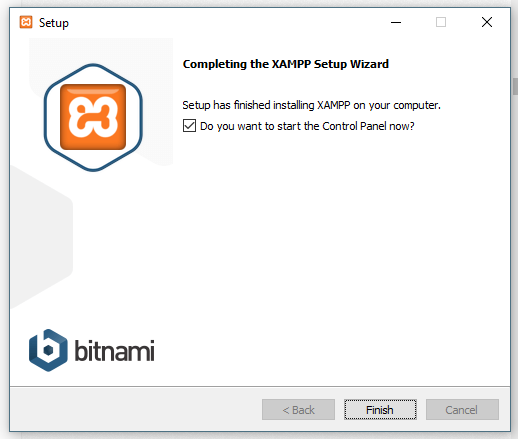 Setup
Completing the XAMPP Setup Wizard
Setup has finished installing XAMPP on your computer.
Do you want to start the Control Panel now?
bitnami
< Back
Finish
Cancel